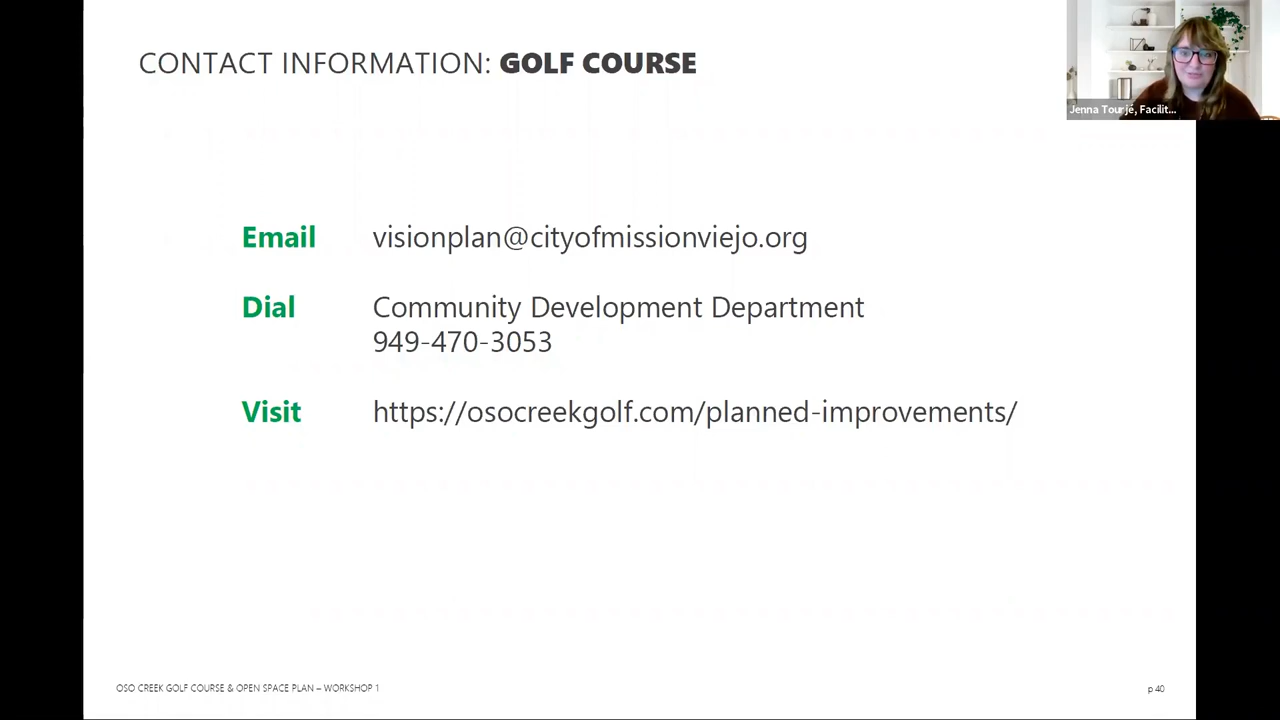 CONTACT INFORMATION: GOLF COURSE
Jenna Tourjé, Facilit...
Email visionplan@cityofmissionviejo.org
Dial Community Development Department
949-470-3053
Visit https://osocreekgolf.com/planned-improvements/
OSO CREEK GOLF COURSE & OPEN SPACE PLAN – WORKSHOP 1
p 40